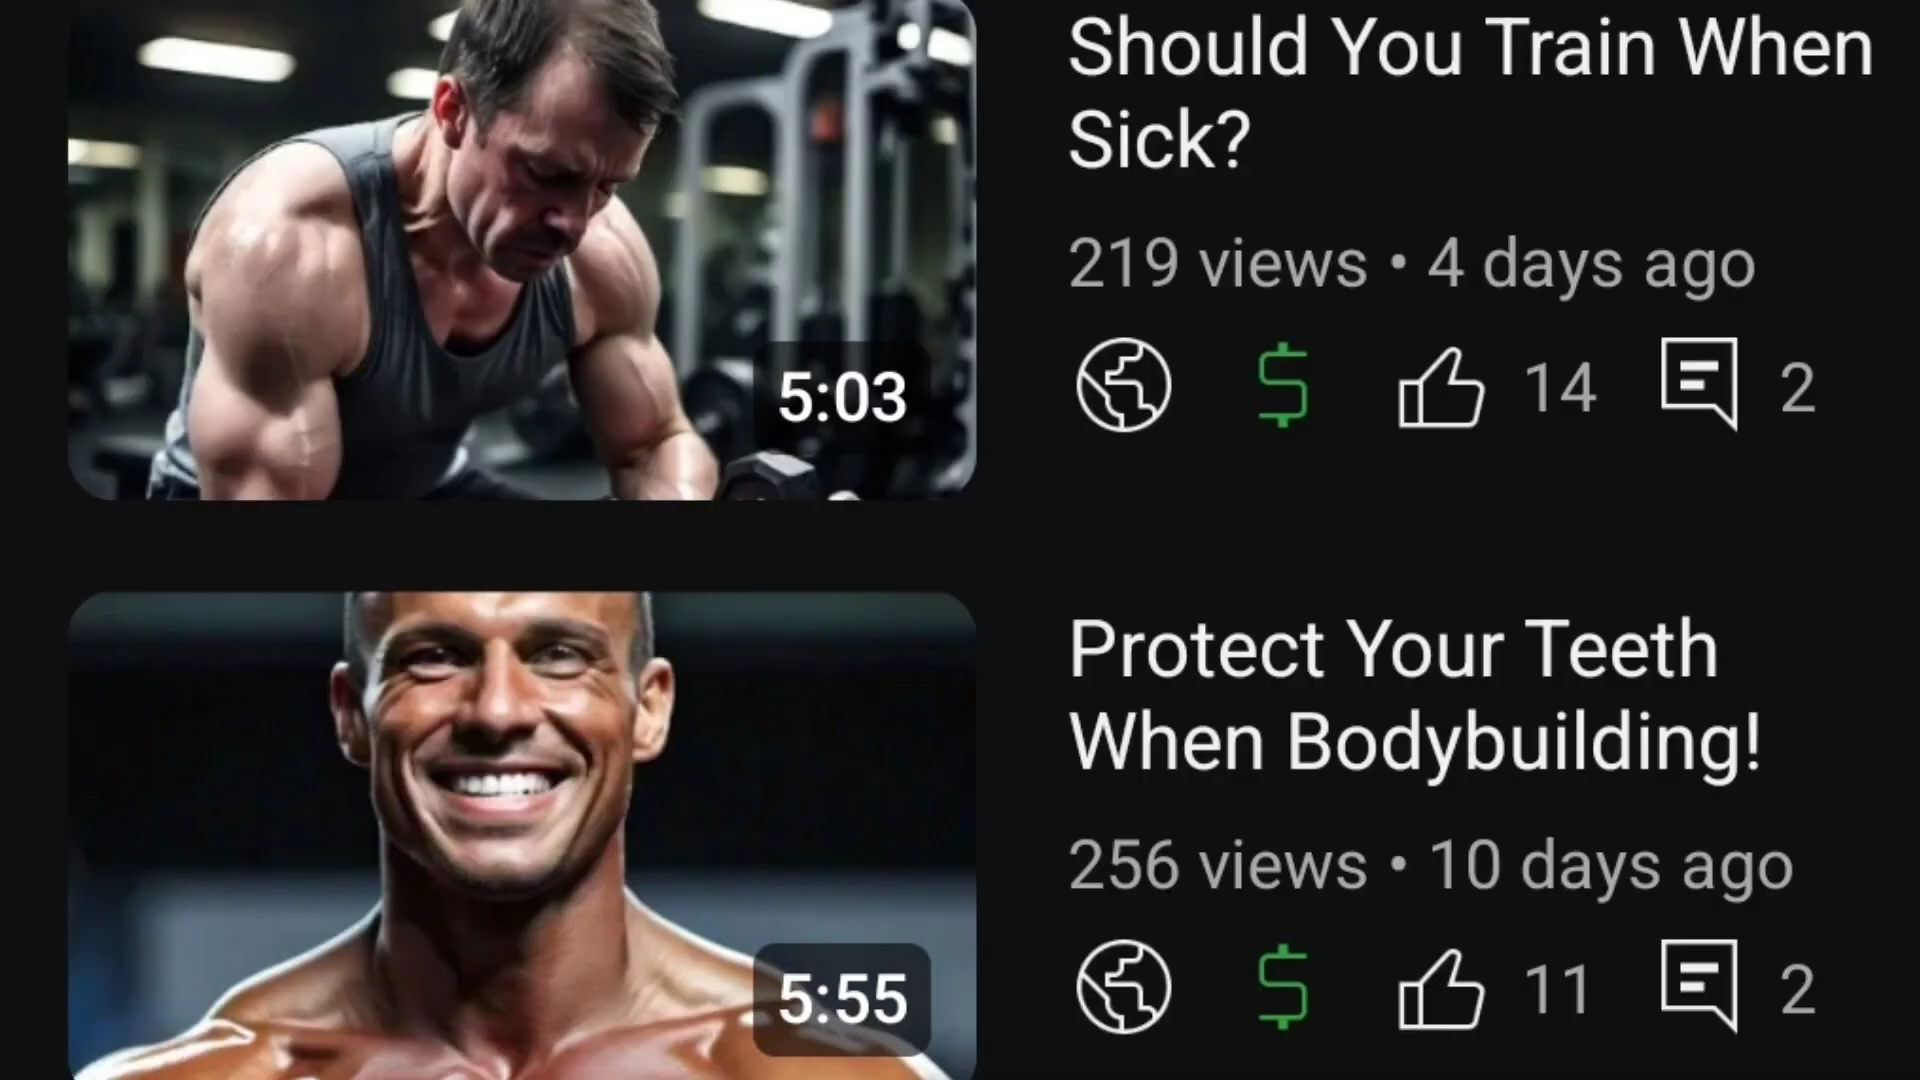 Should You Train When
Sick?
219 views • 4 days ago
14
2
5:03
Protect Your Teeth
When Bodybuilding!
256 views • 10 days ago
$ 11
2
5:55